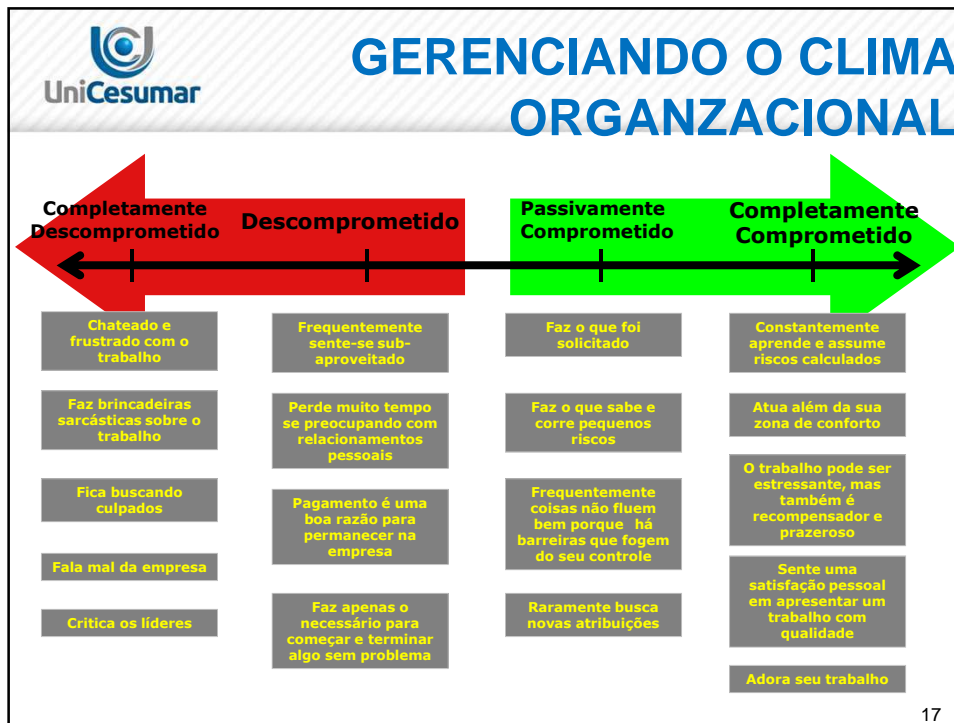 UniCesumar
GERENCIANDO O CLIMA
ORGANZACIONAL
Completamente
Descomprometido
Descomprometido
Passivamente
Comprometido
Completamente
Comprometido
Chateado e
frustrado com o
trabalho
Faz brincadeiras
sarcásticas sobre o
trabalho
Fica buscando
culpados
Fala mal da empresa
Critica os líderes
Frequentemente
sente-se sub-
aproveitado
Perde muito tempo
se preocupando com
relacionamentos
pessoais
Pagamento é uma
boa razão para
permanecer na
empresa
Faz apenas o
necessário para
começar e terminar
algo sem problema
Faz o que foi
solicitado
Faz o que sabe e
corre pequenos
riscos
Frequentemente
coisas não fluem
bem porque há
barreiras que fogem
do seu controle
Raramente busca
novas atribuições
Constantemente
aprende e assume
riscos calculados
Atua além da sua
zona de conforto
O trabalho pode ser
estressante, mas
também é
recompensador e
prazeroso
Sente uma
satisfação pessoal
em apresentar um
trabalho com
qualidade
Adora seu trabalho
17